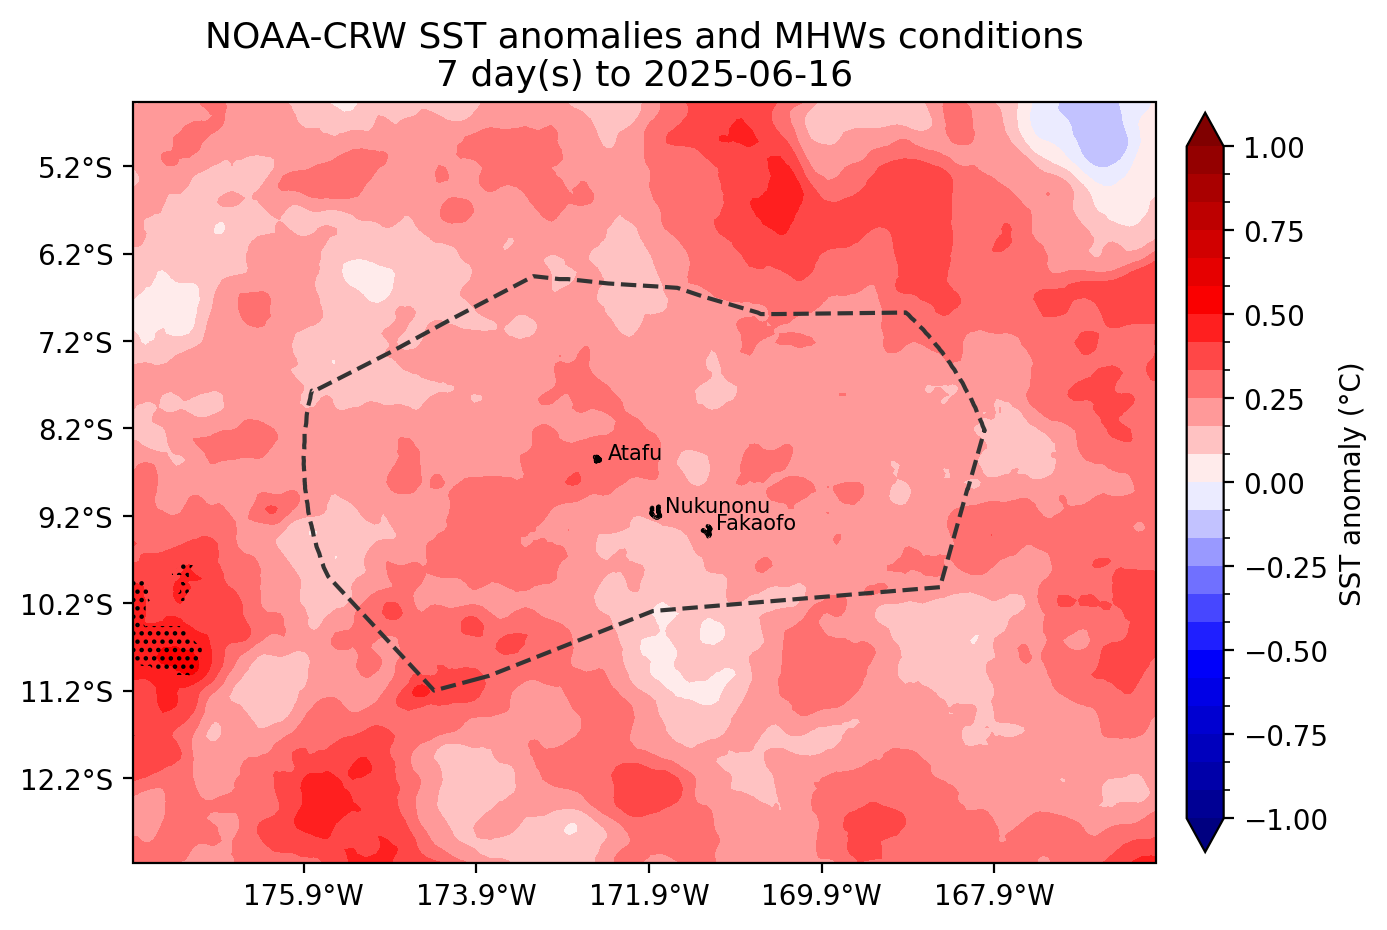 NOAA-CRW SST anomalies and MHWs conditions
7 day(s) to 2025-06-16
5.2°S
6.2°S
7.2°S
8.2°S
9.2°S
10.2°S
11.2°S
12.2°S
Atafu
Nukunonu
Fakaofo
175.9°W
173.9°W
171.9°W
169.9°W
167.9°W
1.00
0.75
0.50
0.25
0.00
−0.25
−0.50
−0.75
−1.00
SST anomaly (°C)